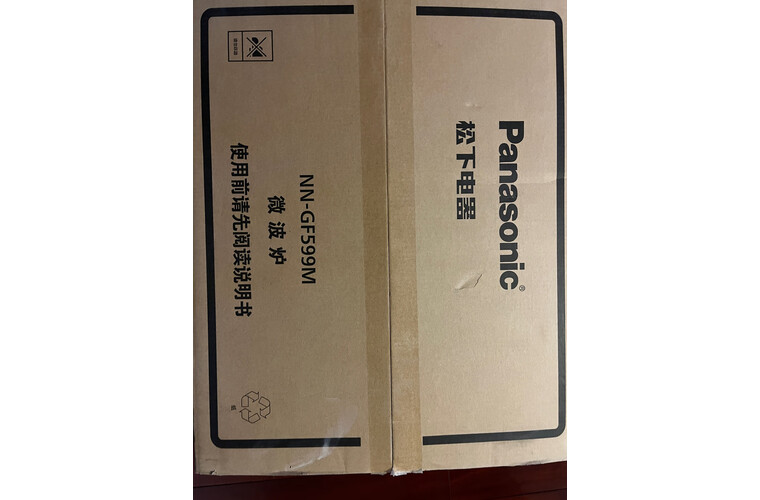 Panasonic®
松下电器
NN-GF599M
微波炉
使用前请先阅读说明书
纸